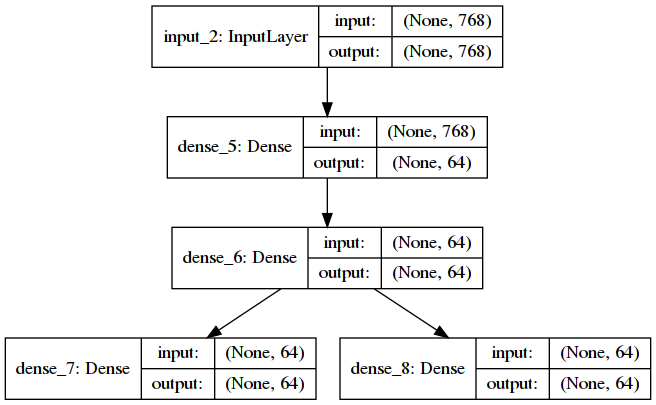 input_2: InputLayer
input: (None, 768)
output: (None, 768)
dense_5: Dense
input: (None, 768)
output: (None, 64)
dense_6: Dense
input: (None, 64)
output: (None, 64)
dense_7: Dense
input: (None, 64)
output: (None, 64)
dense_8: Dense
input: (None, 64)
output: (None, 64)